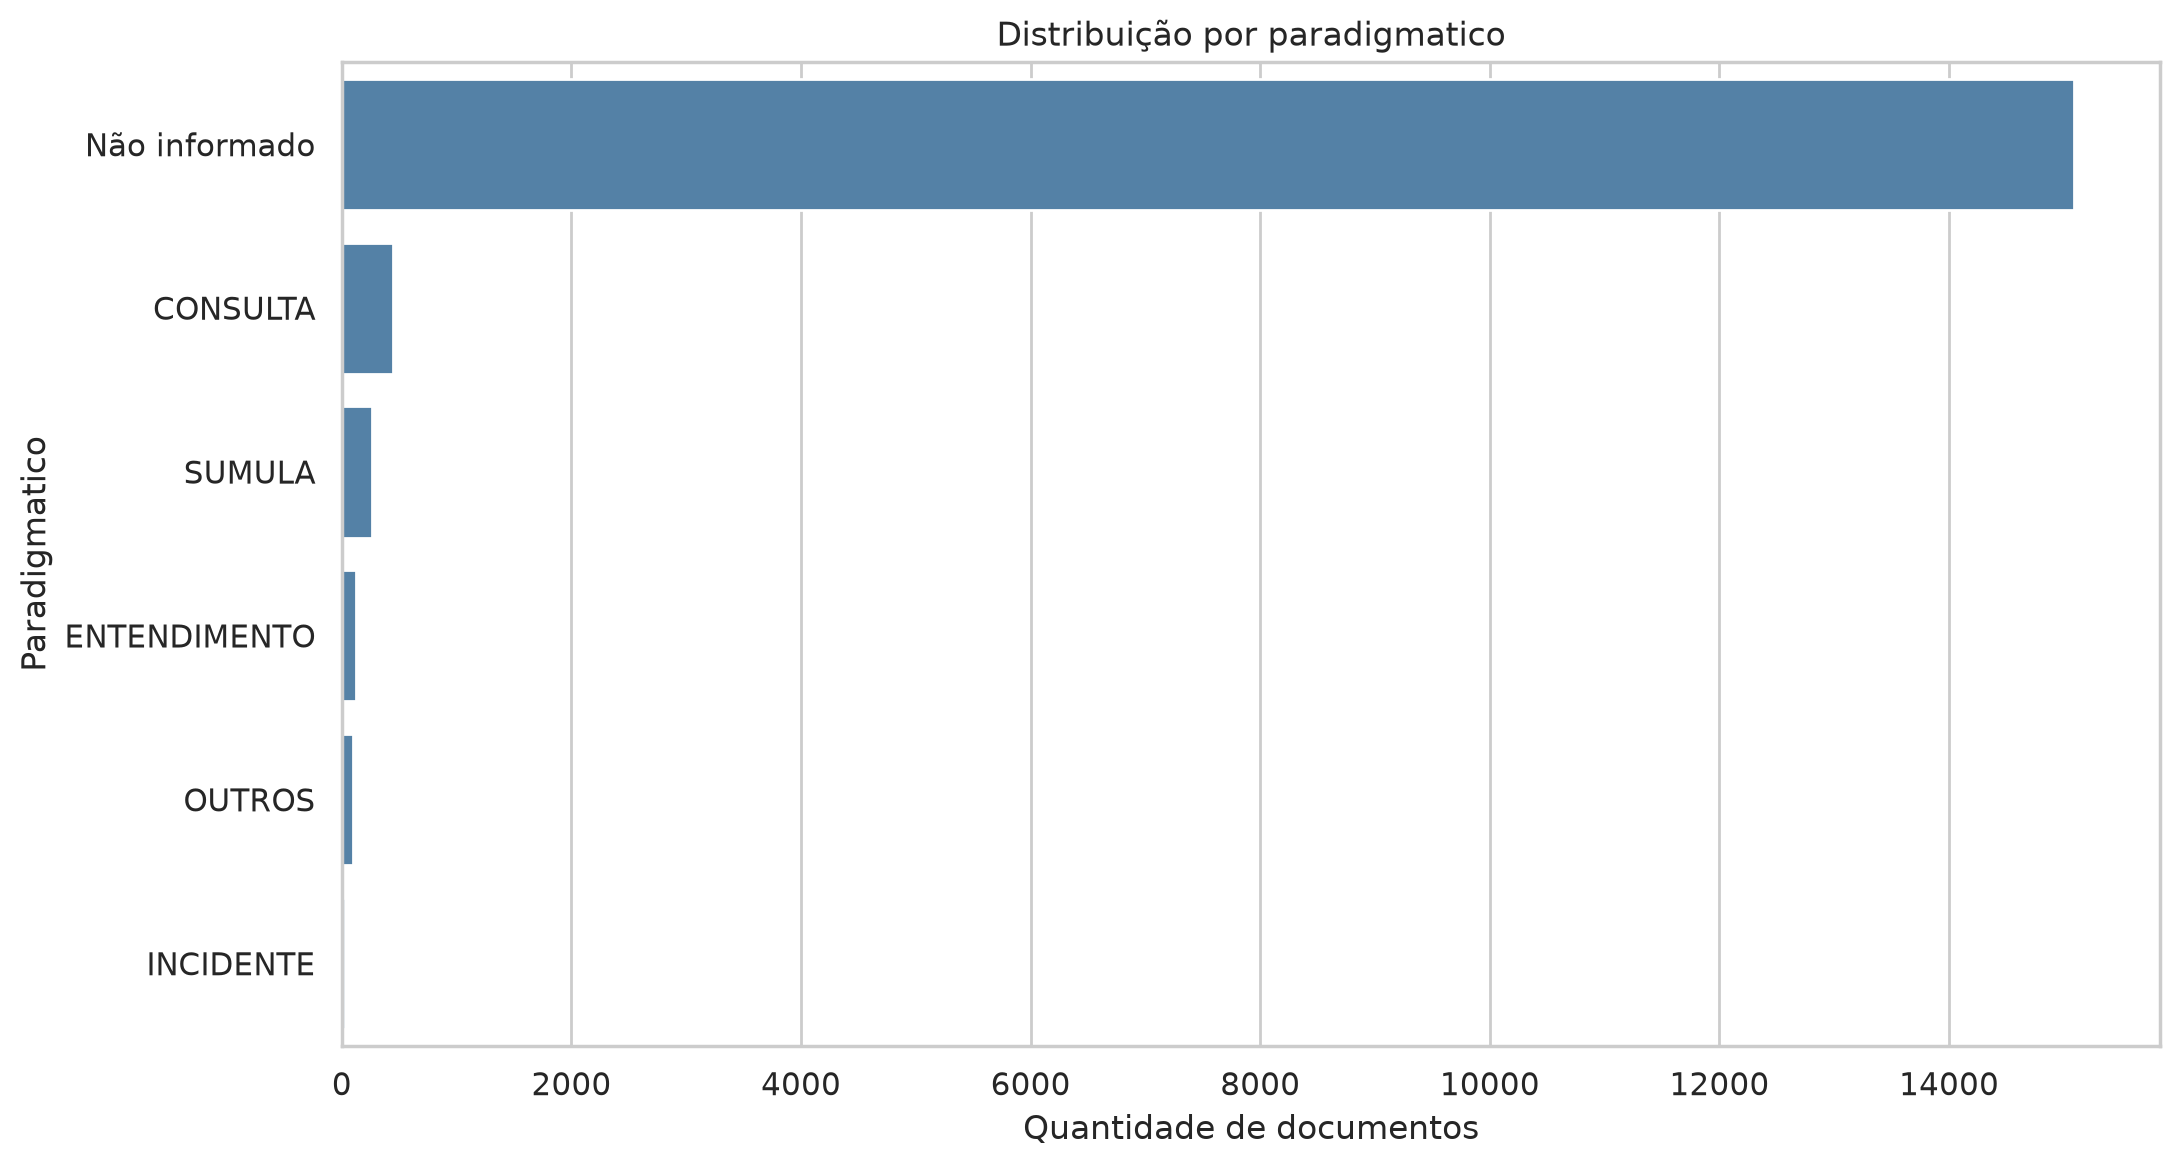 Distribuição por paradigmatico
Paradigmatico
Não informado
CONSULTA
SUMULA
ENTENDIMENTO
OUTROS
INCIDENTE
0 2000 4000 6000 8000 10000 12000 14000
Quantidade de documentos